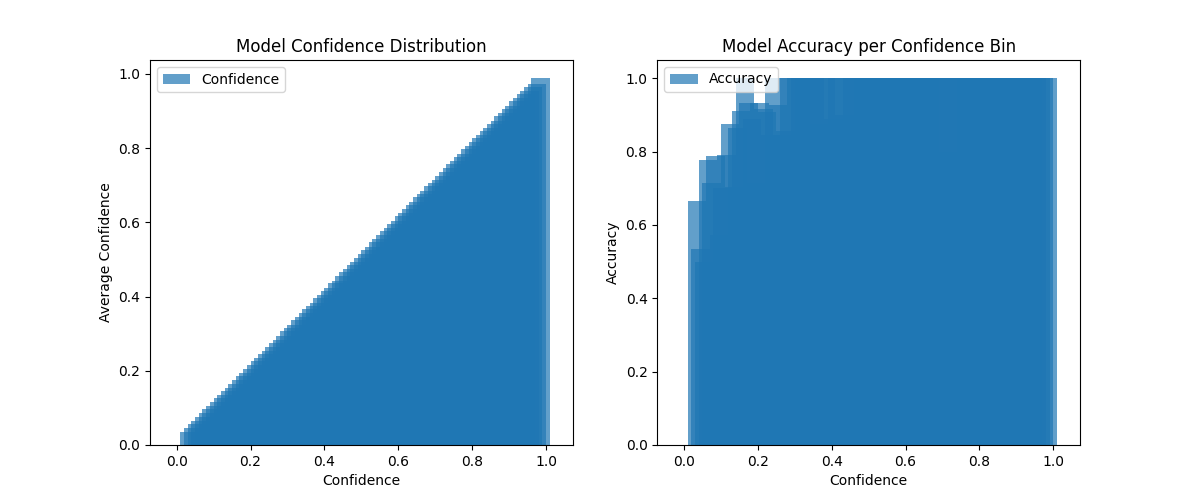 Model Confidence Distribution
Confidence
1.0
0.8
0.6
0.4
0.2
0.0
Average Confidence
0.0 0.2 0.4 0.6 0.8 1.0
Confidence
Model Accuracy per Confidence Bin
Accuracy
1.0
0.8
0.6
0.4
0.2
0.0
Accuracy
0.0 0.2 0.4 0.6 0.8 1.0
Confidence